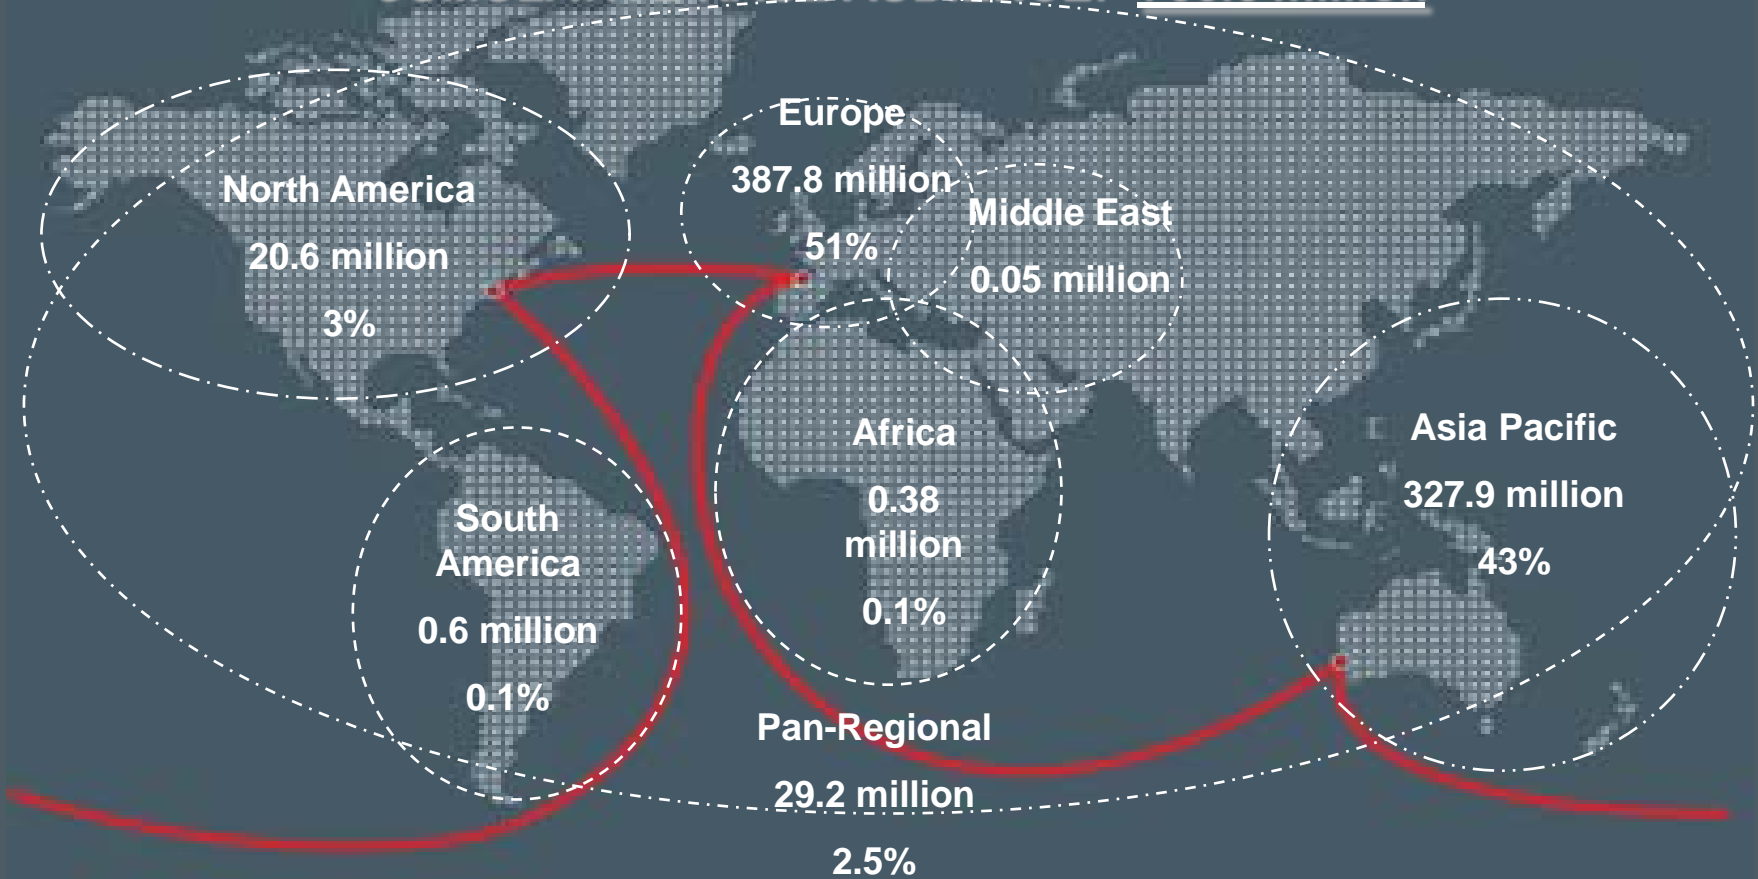 North America
20.6 million
3%
Europe
387.8 million
51%
Middle East
0.05 million
Asia Pacific
327.9 million
43%
Africa
0.38
million
0.1%
South
America
0.6 million
0.1%
Pan-Regional
29.2 million
2.5%